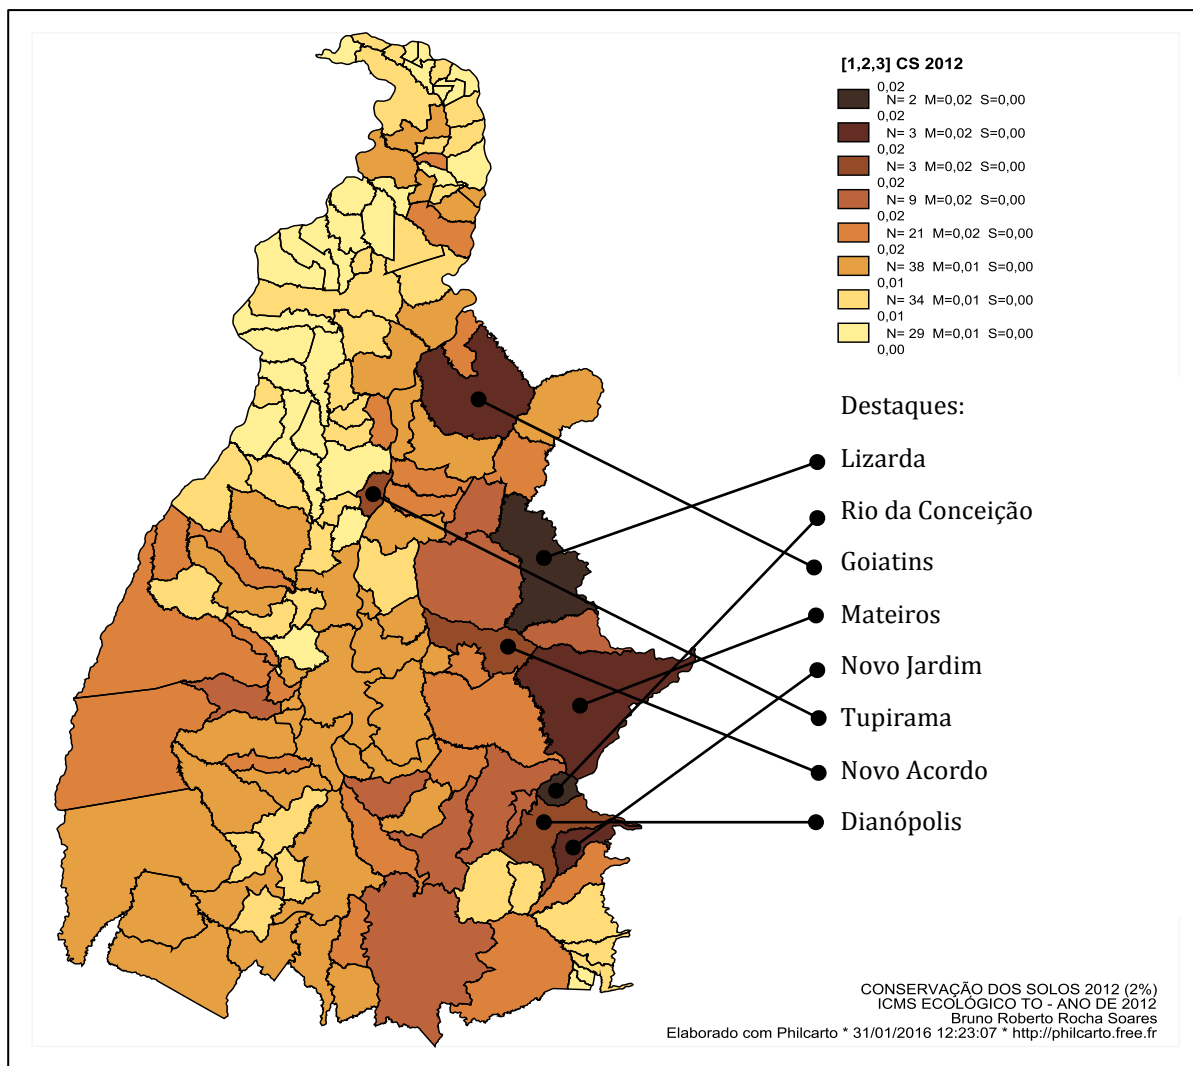 [1,2,3] CS 2012
0,02
N= 2 M=0,02 S=0,00
0,02
N= 3 M=0,02 S=0,00
0,02
N= 3 M=0,02 S=0,00
0,02
N= 9 M=0,02 S=0,00
0,02
N= 21 M=0,02 S=0,00
0,02
N= 38 M=0,01 S=0,00
0,01
N= 34 M=0,01 S=0,00
0,01
N= 29 M=0,01 S=0,00
0,00
Destaques:
Lizarda
Rio da Conceição
Goiatins
Mateiros
Novo Jardim
Tupirama
Novo Acordo
Dianópolis
CONSERVAÇÃO DOS SOLOS 2012 (2%)
ICMS ECOLÓGICO TO - ANO DE 2012
Bruno Roberto Rocha Soares
Elaborado com Philcarto * 31/01/2016 12:23:07 * http://philcarto.free.fr